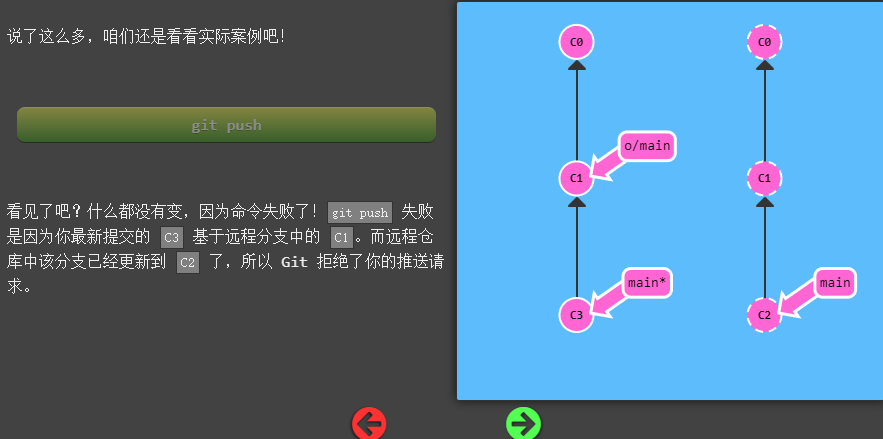 说了这么多，咱们还是看看实际案例吧！
git push
看见了吧？什么都没有变，因为命令失败了！git push 失败
是因为你最新提交的 C3 基于远程分支中的 C1。而远程仓
库中该分支已经更新到 C2 了，所以 Git 拒绝了你的推送请
求。
C0
C0
o/main
C1
C1
main*
main
C3
C2